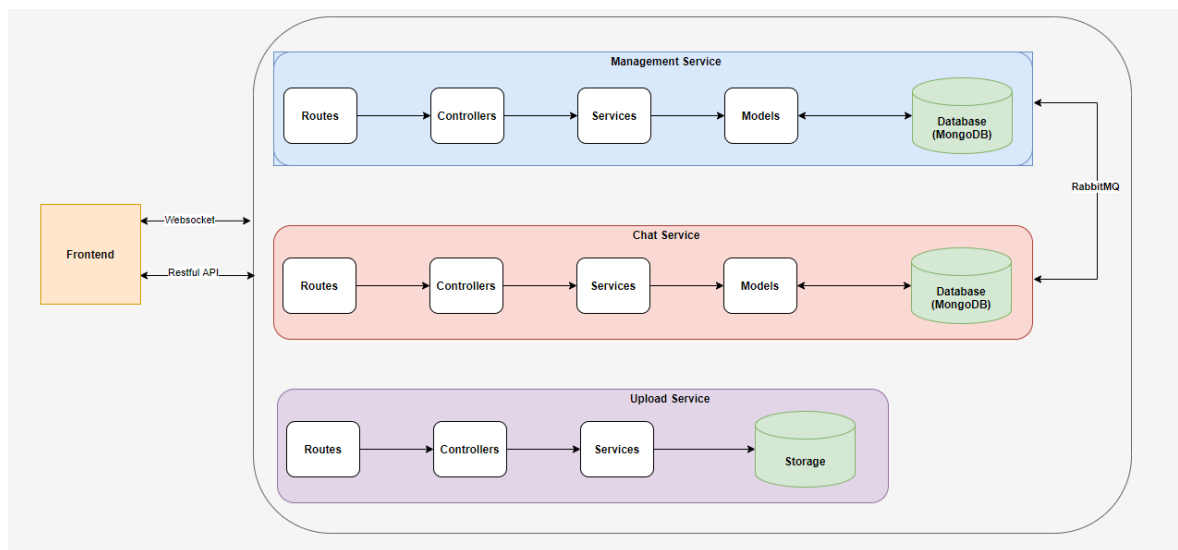 Management Service
Routes
Controllers
Services
Models
Database
(MongoDB)
RabbitMQ
Websocket
Frontend
Restful API
Chat Service
Routes
Controllers
Services
Models
Database
(MongoDB)
Upload Service
Routes
Controllers
Services
Storage